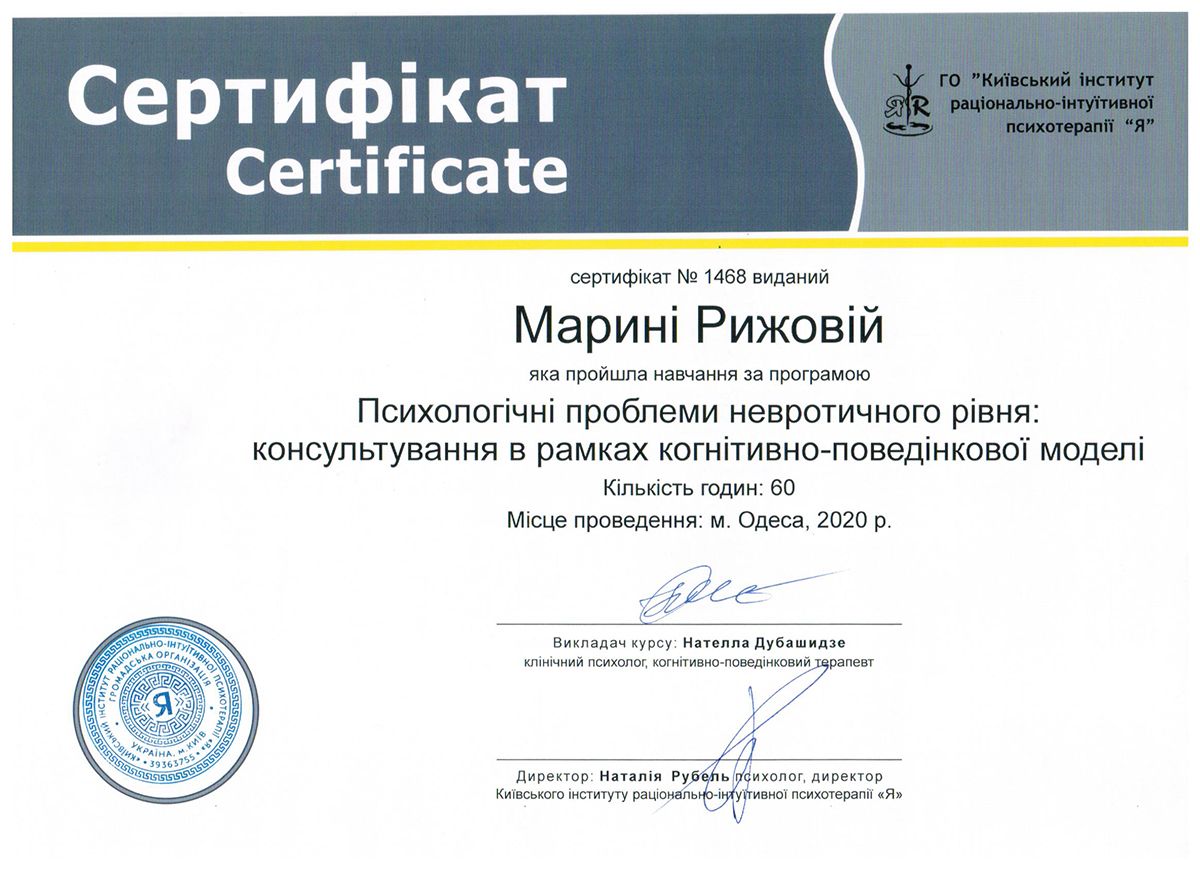 Сертифікат
Certificate
ГО ”Київський інститут
раціонально-інтуїтивної
психотерапії “Я”
ЯR
сертифікат № 1468 виданий
Марині Рижовій
яка пройшла навчання за програмою
Психологічні проблеми невротичного рівня:
консультування в рамках когнітивно-поведінкової моделі
Кількість годин: 60
Місце проведення: м. Одеса, 2020 р.
Викладач курсу: Нателла Дубашидзе
клінічний психолог, когнітивно-поведінковий терапевт
Директор: Наталія Рубель психолог, директор
Київського інституту раціонально-інтуїтивної психотерапії «Я»
«КИЇВСЬКИЙ ІНСТИТУТ РАЦІОНАЛЬНО-ІНТУЇТИВНОЇ ПСИХОТЕРАПІЇ «Я»
ГРОМАДСЬКА ОРГАНІЗАЦІЯ
Я
УКРАЇНА, м.КИЇВ
39363755